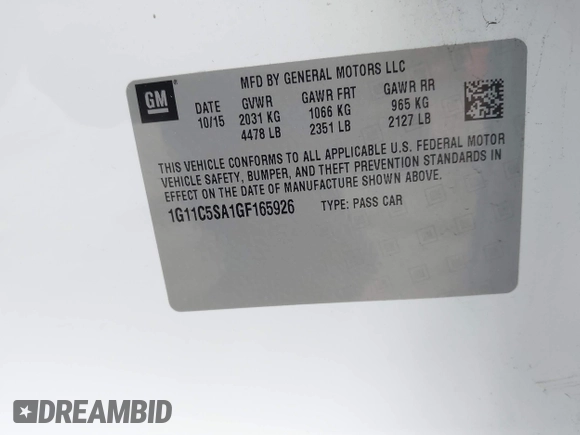 MFD BY GENERAL MOTORS LLC
GM
DATE GVWR GAWR FRT GAWR RR
10/15 2031 KG 1066 KG 965 KG
4478 LB 2351 LB 2127 LB
THIS VEHICLE CONFORMS TO ALL APPLICABLE U.S. FEDERAL MOTOR
VEHICLE SAFETY, BUMPER, AND THEFT PREVENTION STANDARDS IN
EFFECT ON THE DATE OF MANUFACTURE SHOWN ABOVE.
1G11C5SA1GF165926 TYPE: PASS CAR
DREAMBID